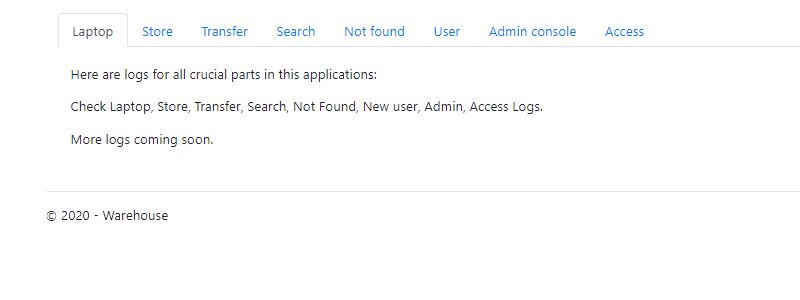 Laptop Store Transfer Search Not found User Admin console Access
Here are logs for all crucial parts in this applications:
Check Laptop, Store, Transfer, Search, Not Found, New user, Admin, Access Logs.
More logs coming soon.
© 2020 - Warehouse